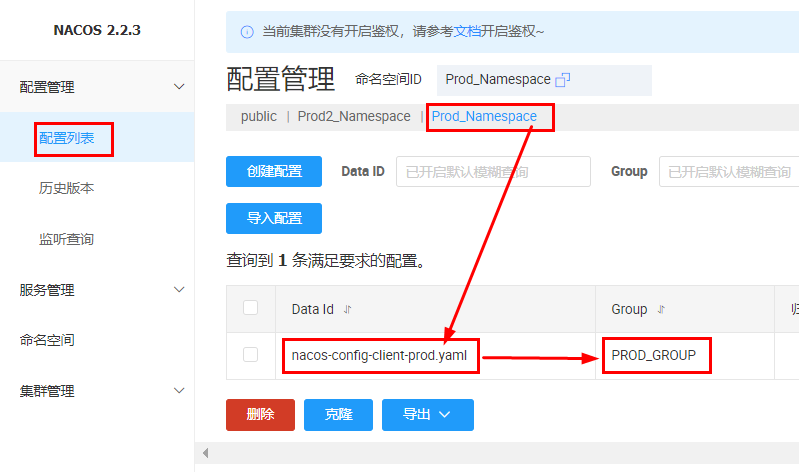 NACOS 2.2.3
配置管理
配置列表
历史版本
监听查询
服务管理
命名空间
集群管理
当前集群没有开启鉴权，请参考文档开启鉴权~
配置管理 命名空间ID Prod_Namespace
public | Prod2_Namespace | Prod_Namespace
创建配置 Data ID 已开启默认模糊查询 Group 已开启默认模糊查询
导入配置
查询到 1 条满足要求的配置。
Data Id Group
nacos-config-client-prod.yaml PROD_GROUP
删除 克隆 导出